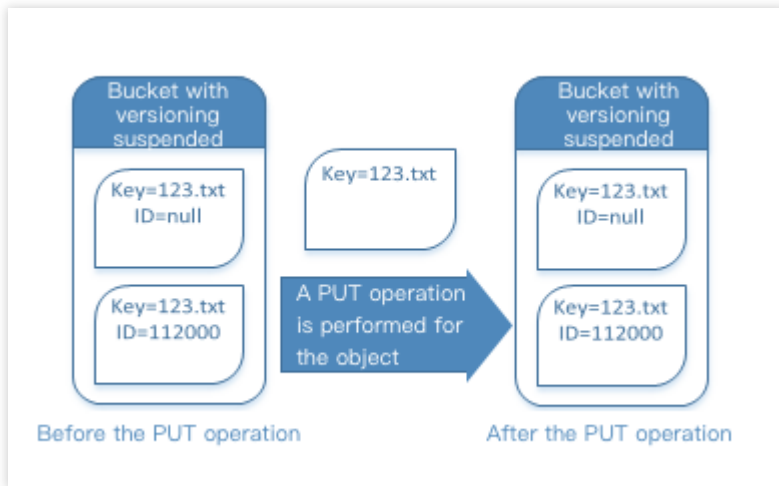 Bucket with
versioning
suspended
Key=123.txt
ID=null
Key=123.txt
ID=112000
Before the PUT operation
Key=123.txt
A PUT operation
is performed for
the object
Bucket with
versioning
suspended
Key=123.txt
ID=null
Key=123.txt
ID=112000
After the PUT operation